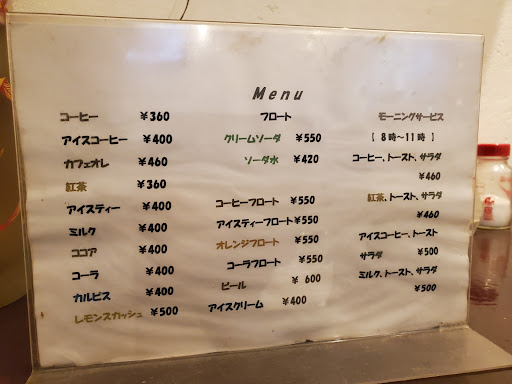 Menu
コーヒー ¥360
アイスコーヒー ¥400
カフェオレ ¥460
紅茶 ¥360
アイスティー ¥400
ミルク ¥400
ココア ¥400
コーラ ¥400
カルピス ¥400
レモンスカッシュ ¥500
フロート
クリームソーダ ¥550
ソーダ水 ¥420
コーヒーフロート ¥550
アイスティーフロート¥550
オレンジフロート ¥550
コーラフロート ¥550
ビール ¥ 600
アイスクリーム ¥400
モーニングサービス
【 8時〜11時 】
コーヒー、トースト、サラダ
¥460
紅茶、トースト、サラダ
¥460
アイスコーヒー、トースト
サラダ ¥500
ミルク、トースト、サラダ
¥500